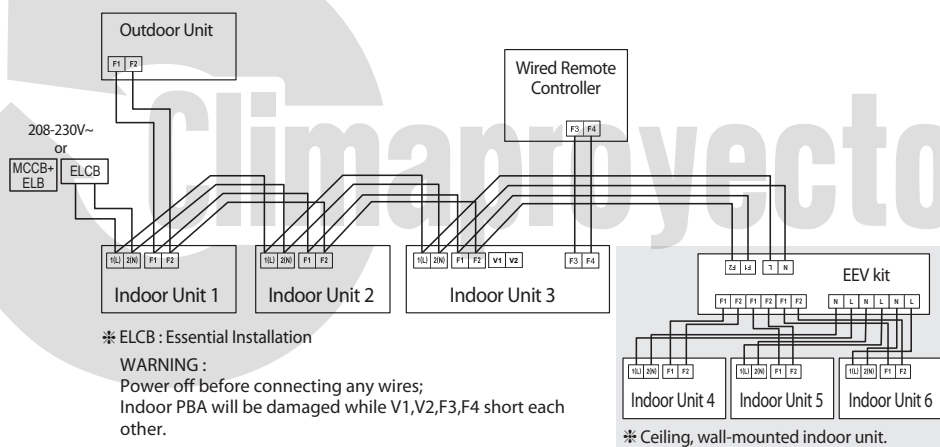 Outdoor Unit
F1 F2
Wired Remote
Controller
F3 F4
208-230V~
or
MCCB+
ELB
ELCB
Climaproyecto
1(L) 2(N) F1 F2
Indoor Unit 1
1(L) 2(N) F1 F2
Indoor Unit 2
1(L) 2(N) F1 F2 V1 V2 F3 F4
Indoor Unit 3
F2 F1 L N
EEV kit
F1 F2 F1 F2 F1 F2 N L N L N L
1(L) 2(N) F1 F2
Indoor Unit 4
1(L) 2(N) F1 F2
Indoor Unit 5
1(L) 2(N) F1 F2
Indoor Unit 6
※ ELCB : Essential Installation
WARNING :
Power off before connecting any wires;
Indoor PBA will be damaged while V1,V2,F3,F4 short each
other.
※ Ceiling, wall-mounted indoor unit.